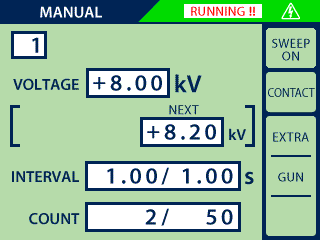 MANUAL
RUNNING !!
1
SWEEP
ON
VOLTAGE +8.00 kV
CONTACT
NEXT
+8.20 kV
EXTRA
INTERVAL 1.00/ 1.00 s
GUN
COUNT 2/ 50